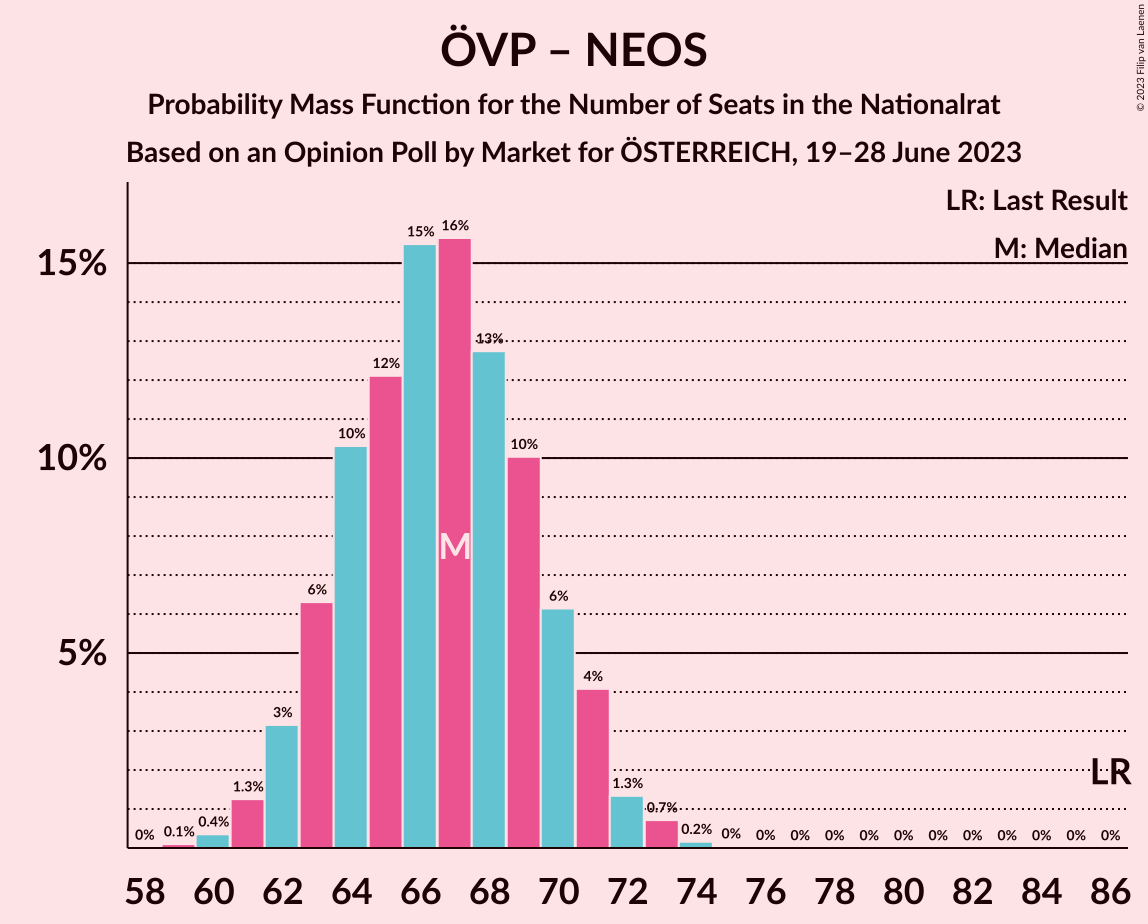 ÖVP – NEOS
Probability Mass Function for the Number of Seats in the Nationalrat
Based on an Opinion Poll by Market for ÖSTERREICH, 19–28 June 2023
© 2023 Filip van Laenen
LR: Last Result
M: Median
15%
10%
5%
0% 0.1% 0.4% 1.3% 3% 6% 10% 12% 15% 16% 13% 10% 6% 4% 1.3% 0.7% 0.2% 0% 0% 0% 0% 0% 0% 0% 0% 0% 0% 0% 0%
M
LR
58 60 62 64 66 68 70 72 74 76 78 80 82 84 86